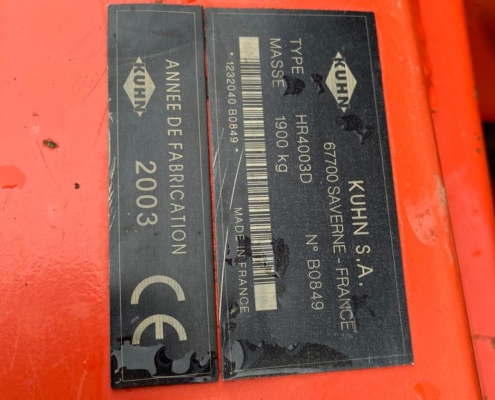 KUHN
KUHN S.A.
67700 SAVERNE - FRANCE
TYPE HR4003D N° B0849
MASSE 1900 kg
*1232040 B0849*
MADE IN FRANCE
KUHN
ANNEE DE FABRICATION
2003
CE